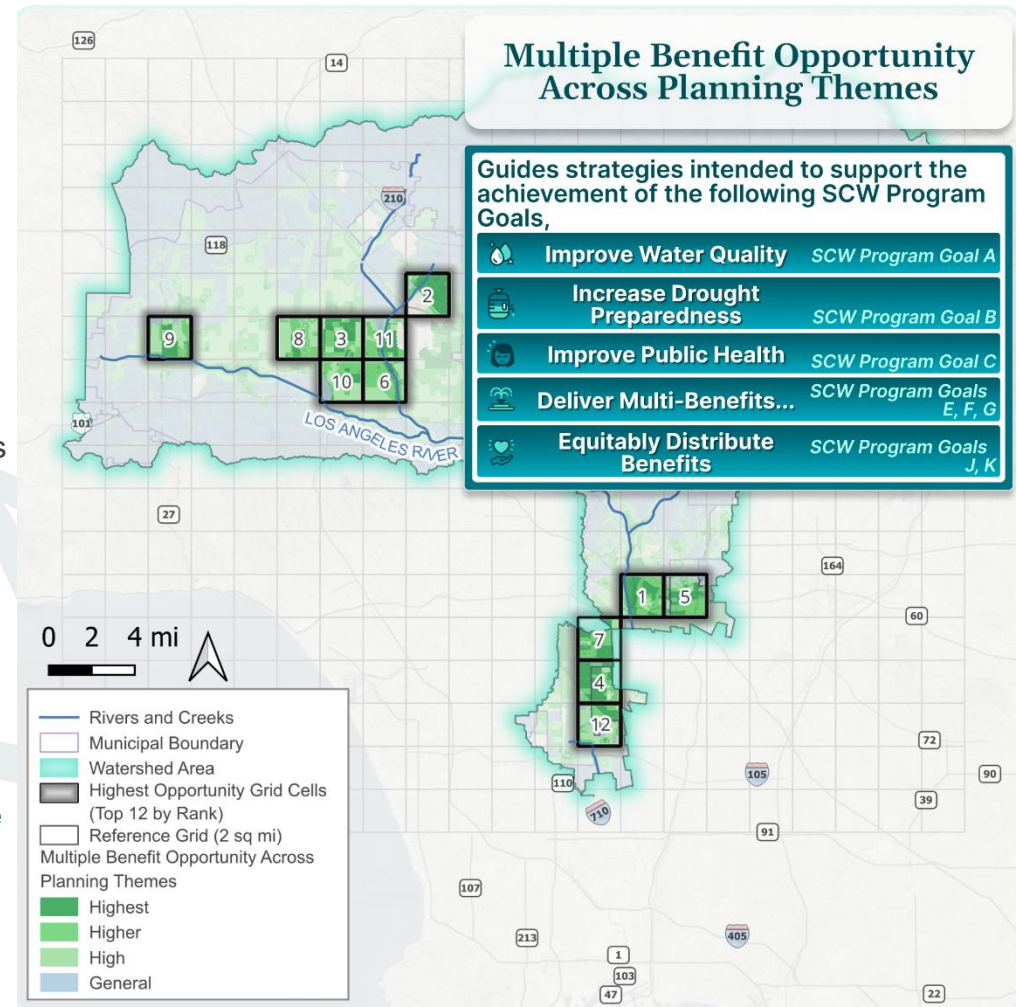 Multiple Benefit Opportunity
Across Planning Themes
Guides strategies intended to support the
achievement of the following SCW Program
Goals,
Improve Water Quality SCW Program Goal A
Increase Drought
Preparedness SCW Program Goal B
Improve Public Health SCW Program Goal C
Deliver Multi-Benefits... SCW Program Goals
E, F, G
Equitably Distribute
Benefits SCW Program Goals
J, K
126
14
210
118
2
9
8
3
11
10
6
101
LOS ANGELES RIVER
s
27
164
1
5
60
7
4
12
72
105
90
110
39
710
91
107
213
405
1
103
47
22
0 2 4 mi
e
Rivers and Creeks
Municipal Boundary
Watershed Area
Highest Opportunity Grid Cells
(Top 12 by Rank)
Reference Grid (2 sq mi)
Multiple Benefit Opportunity Across
Planning Themes
Highest
Higher
High
General